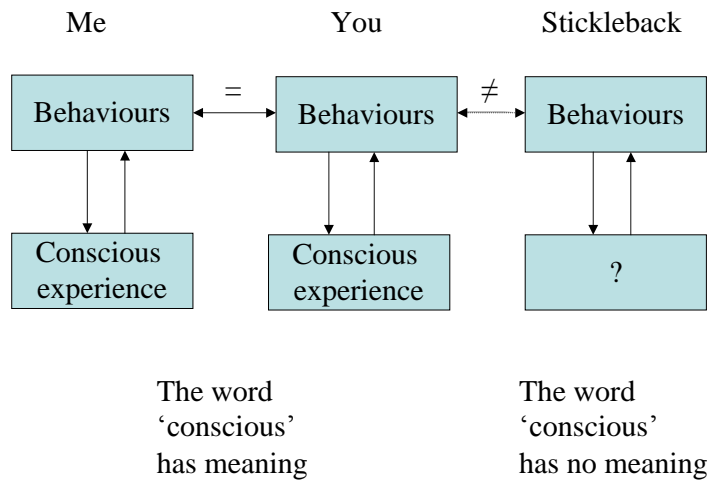 Me
You
Stickleback
Behaviours
=
Behaviours
≠
Behaviours
Conscious
experience
Conscious
experience
?
The word
‘conscious’
has meaning
The word
‘conscious’
has no meaning